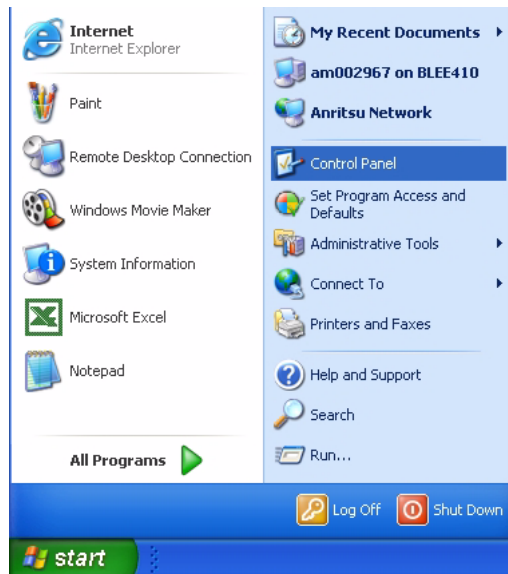 Internet
Internet Explorer
Paint
Remote Desktop Connection
Windows Movie Maker
System Information
Microsoft Excel
Notepad
All Programs
My Recent Documents
am002967 on BLEE410
Anritsu Network
Control Panel
Set Program Access and
Defaults
Administrative Tools
Connect To
Printers and Faxes
Help and Support
Search
Run...
Log Off
Shut Down
start